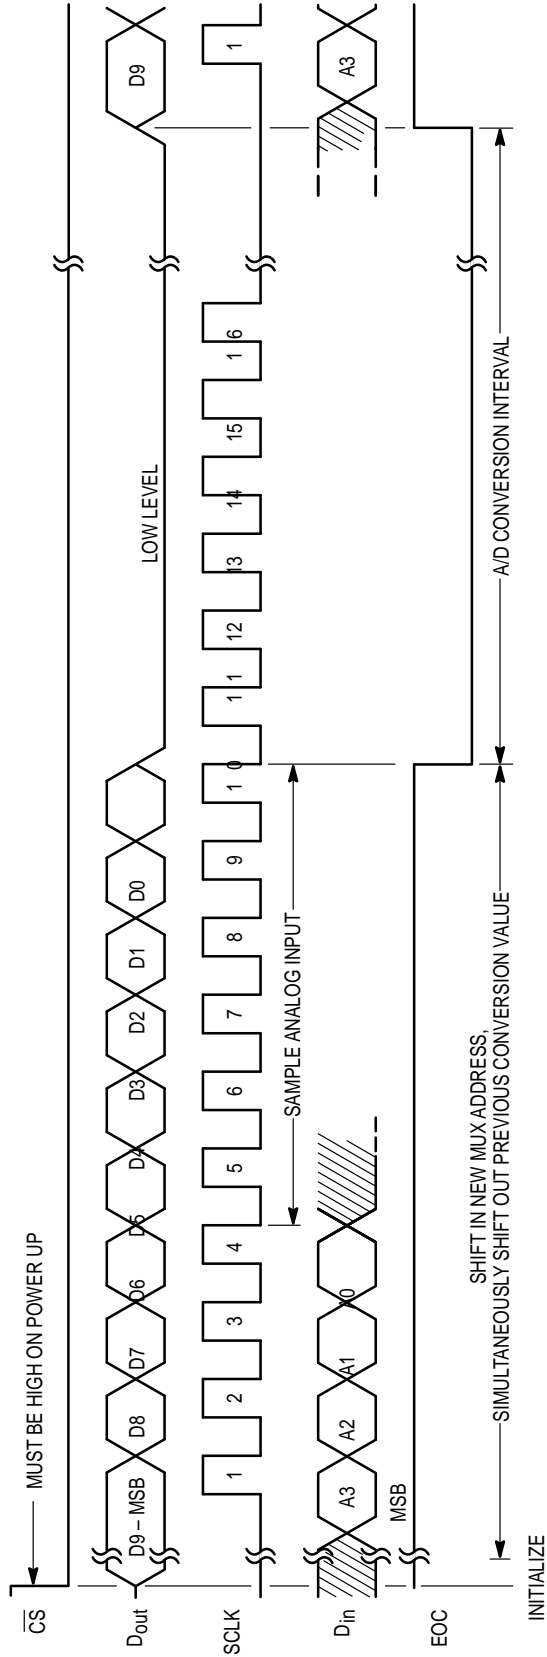 CS
MUST BE HIGH ON POWER UP
Dout
D9 – MSB
D8
D7
D6
D5
D4
D3
D2
D1
D0
LOW LEVEL
D9
SCLK
1
2
3
4
5
6
7
8
9
10
11
12
13
14
15
16
1
SAMPLE ANALOG INPUT
Din
A3
A2
A1
A0
A3
MSB
EOC
SHIFT IN NEW MUX ADDRESS,
SIMULTANEOUSLY SHIFT OUT PREVIOUS CONVERSION VALUE
A/D CONVERSION INTERVAL
INITIALIZE